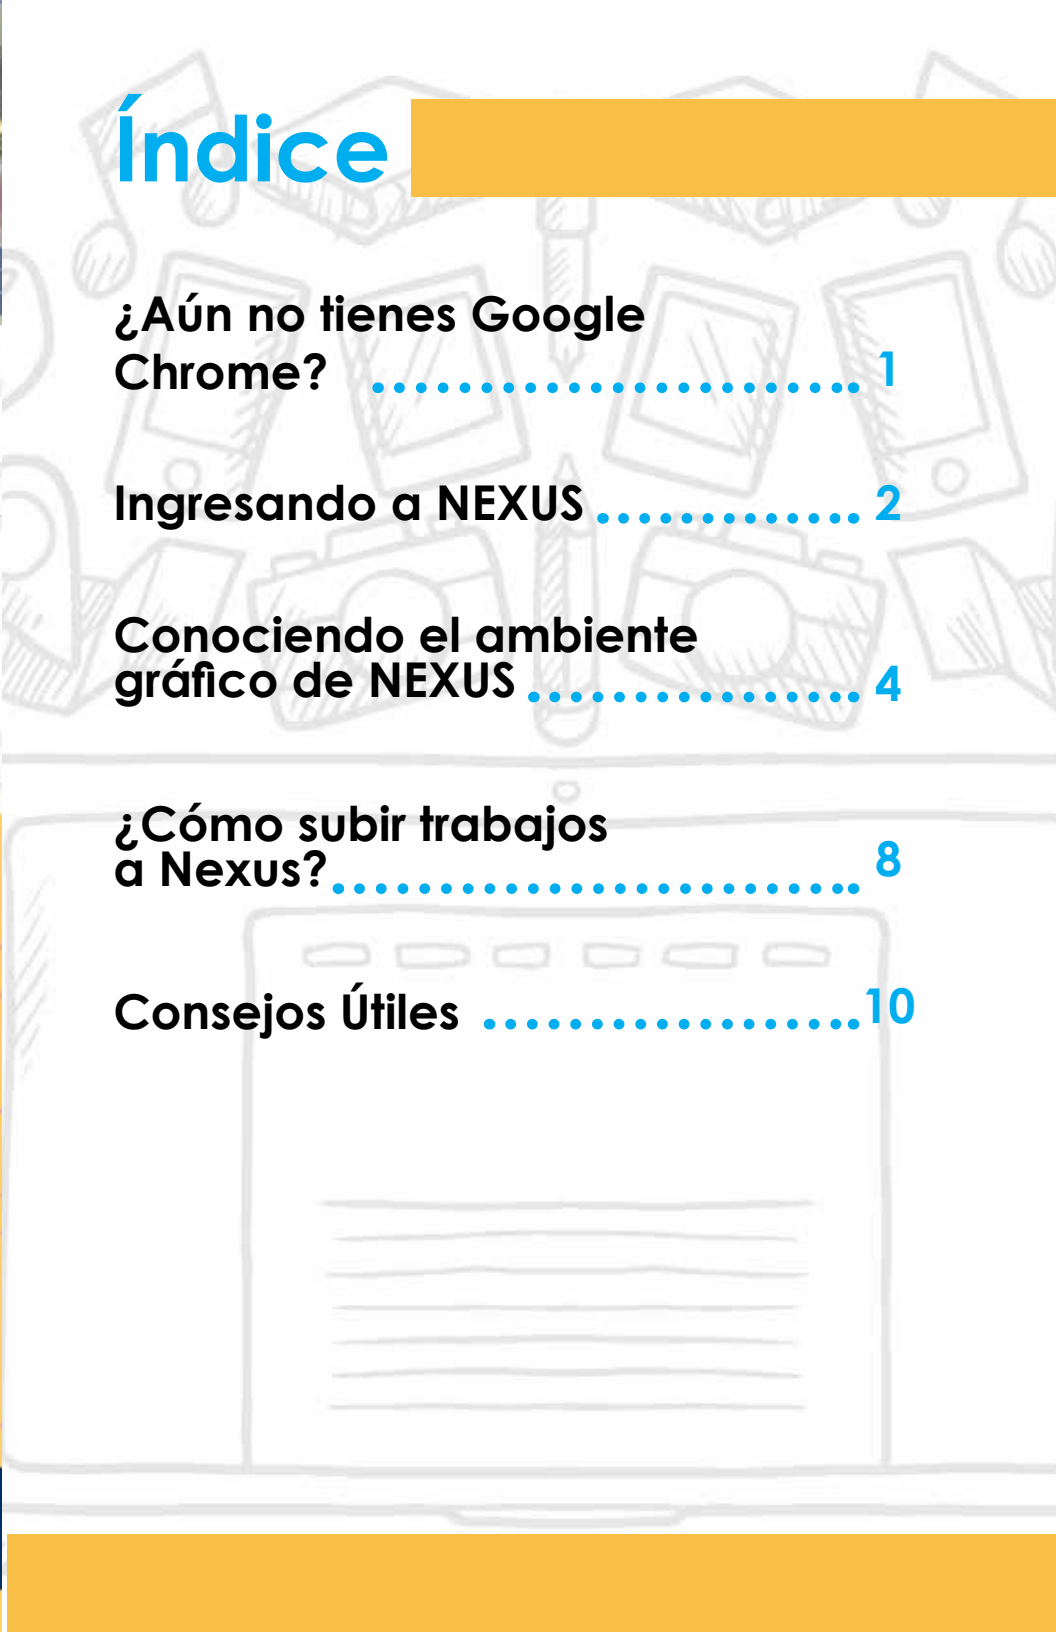 Índice
¿Aún no tienes Google
Chrome? ........................ 1
Ingresando a NEXUS ............. 2
Conociendo el ambiente
gráfico de NEXUS ................ 4
¿Cómo subir trabajos
a Nexus?......................... 8
Consejos Útiles ..................10